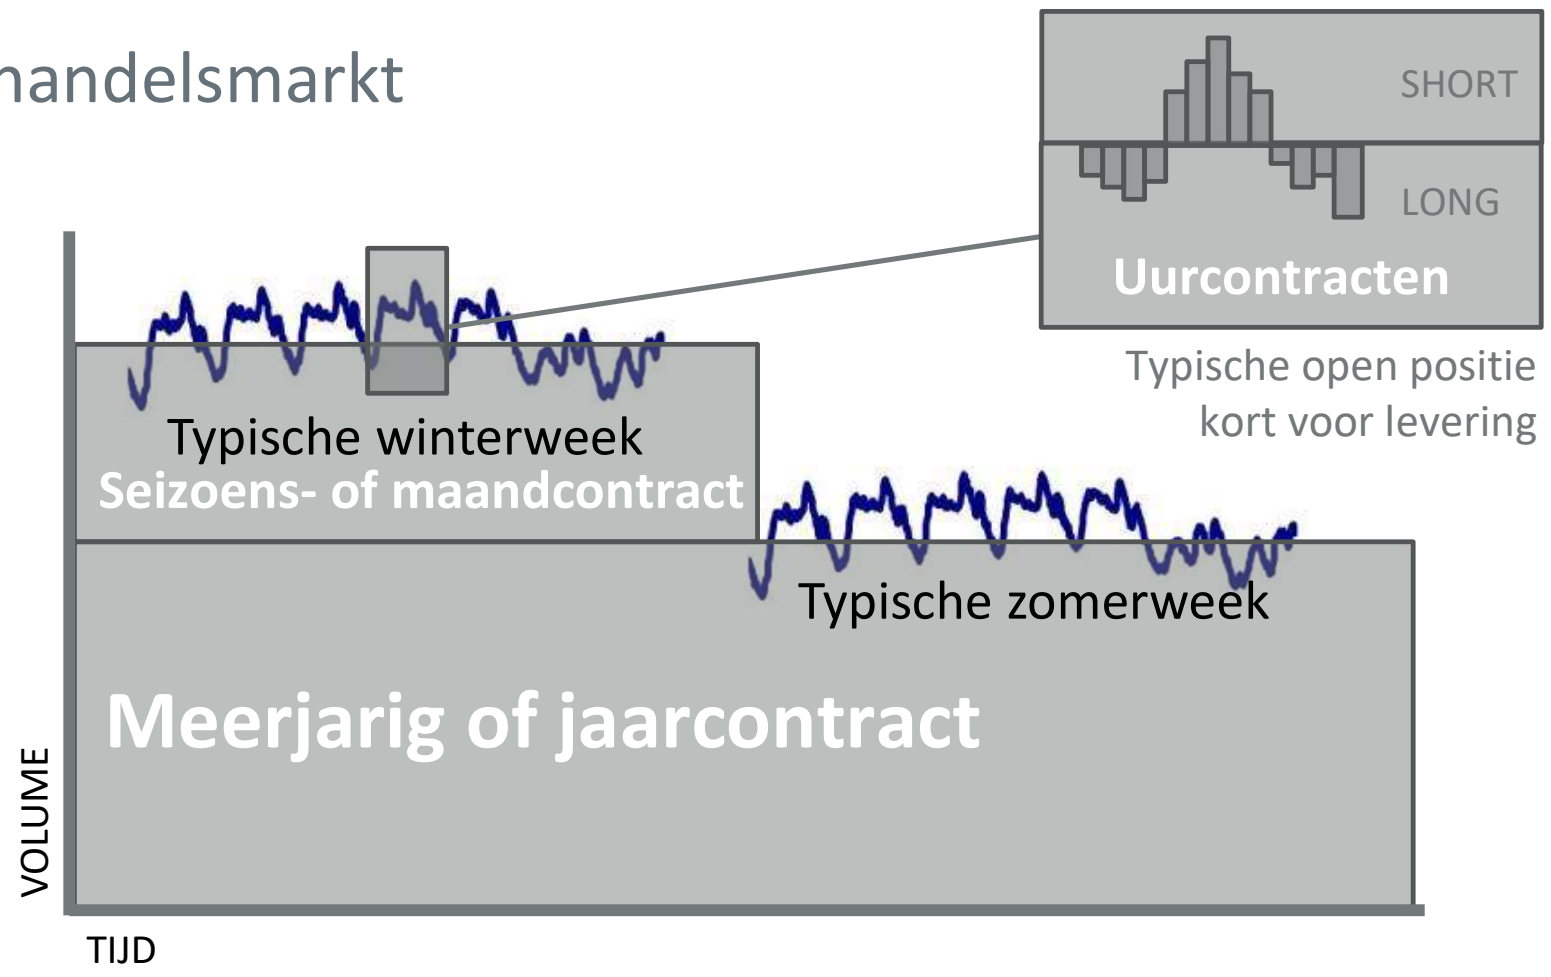 handelsmarkt
SHORT
LONG
Uurcontracten
Typische open positie
kort voor levering
Typische winterweek
Seizoens- of maandcontract
Typische zomerweek
Meerjarig of jaarcontract
VOLUME
TIJD